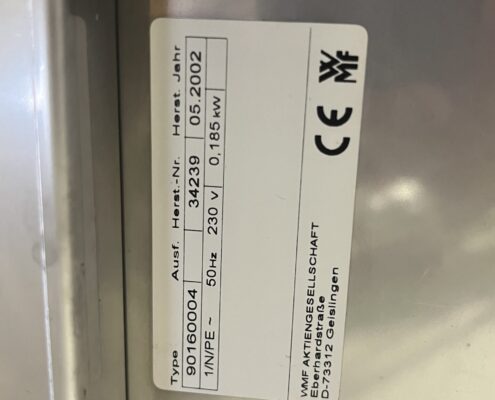 Type Ausf. Herst.-Nr. Herst. Jahr
90160004 34239 05.2002
1/N/PE ~ 50Hz 230 V 0,185 kW
CE WMF
WMF AKTIENGESELLSCHAFT
Eberhardstraße
D-73312 Geislingen